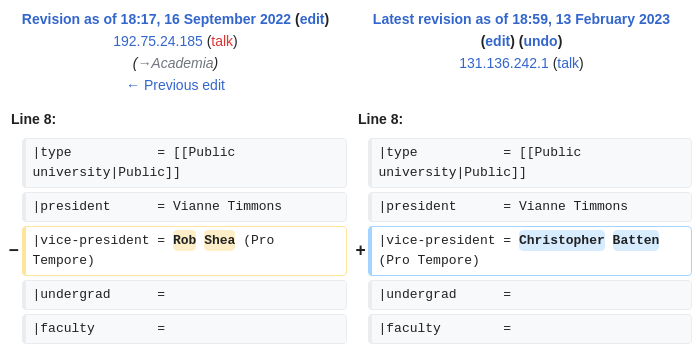 Revision as of 18:17, 16 September 2022 (edit)
192.75.24.185 (talk)
(→Academia)
← Previous edit
Latest revision as of 18:59, 13 February 2023
(edit) (undo)
131.136.242.1 (talk)
Line 8:
Line 8:
|type           = [[Public
university|Public]]
|type           = [[Public
university|Public]]
|president      = Vianne Timmons
|president      = Vianne Timmons
− |vice-president = Rob Shea (Pro
Tempore)
+ |vice-president = Christopher Batten
(Pro Tempore)
|undergrad      =
|undergrad      =
|faculty        =
|faculty        =